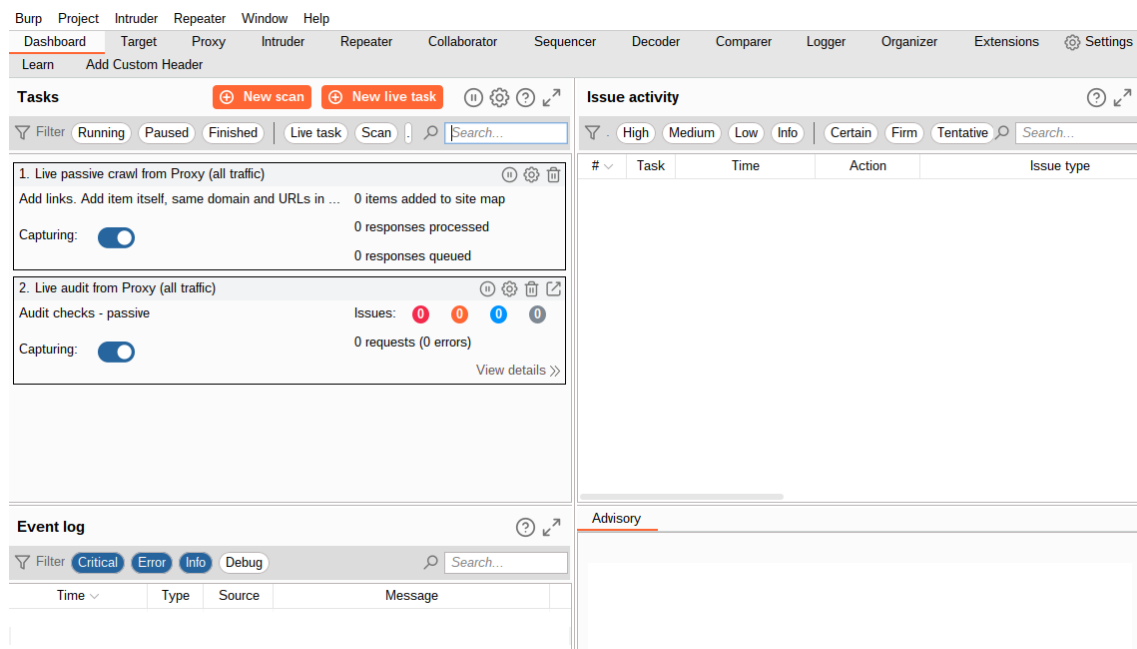 Burp Project Intruder Repeater Window Help
Dashboard Target Proxy Intruder Repeater Collaborator Sequencer Decoder Comparer Logger Organizer Extensions Settings
Learn Add Custom Header
Tasks New scan New live task
Filter Running Paused Finished Live task Scan . Search...
1. Live passive crawl from Proxy (all traffic)
Add links. Add item itself, same domain and URLs in ... 0 items added to site map
0 responses processed
Capturing:
0 responses queued
2. Live audit from Proxy (all traffic)
Audit checks - passive Issues: 0 0 0 0
0 requests (0 errors)
Capturing:
View details
Event log
Filter Critical Error Info Debug Search...
Time Type Source Message
Issue activity
. High Medium Low Info Certain Firm Tentative Search...
# Task Time Action Issue type
Advisory